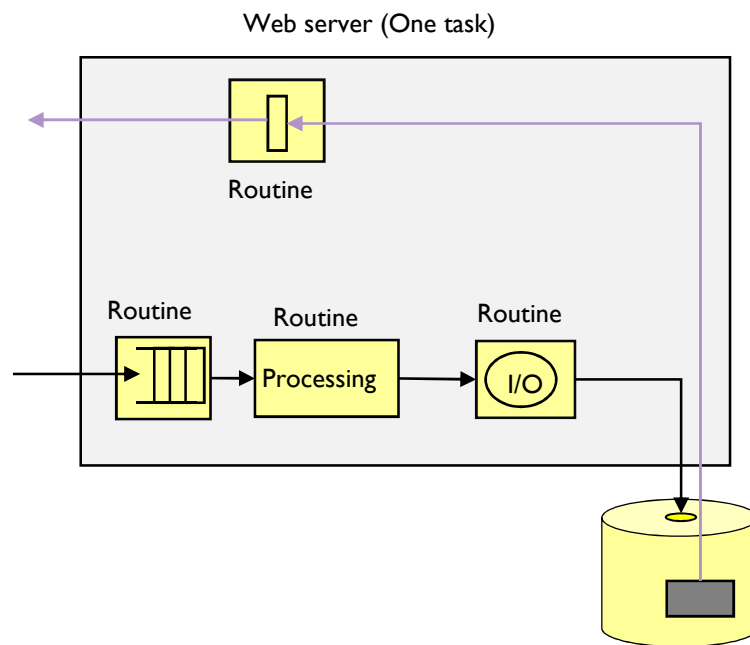 Web server (One task)
Routine
Routine
Routine
Routine
Processing
I/O